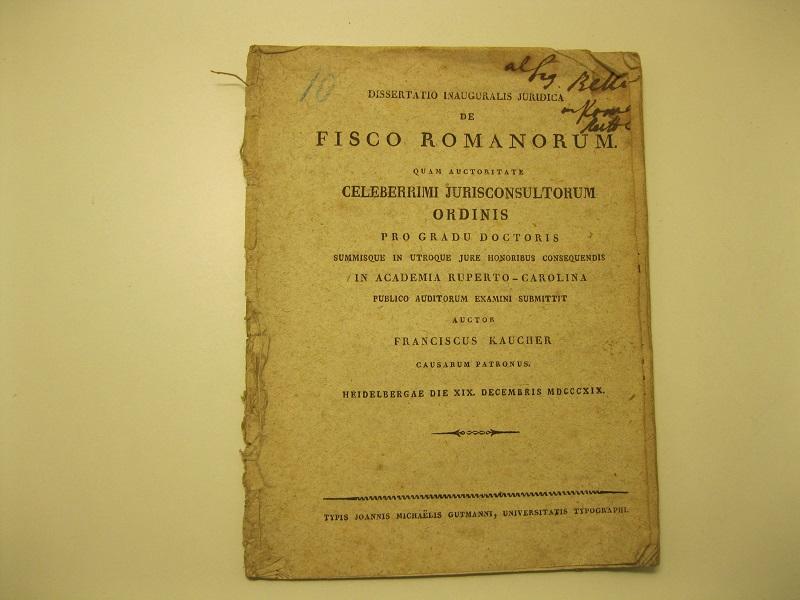 10
al Sig. Betti
DISSERTATIO INAUGURALIS JURIDICA
DE
FISCO ROMANORUM.
QUAM AUCTORITATE
CELEBERRIMI JURISCONSULTORUM
ORDINIS
PRO GRADU DOCTORIS
SUMMISQUE IN UTROQUE JURE HONORIBUS CONSEQUENDIS
IN ACADEMIA RUPERTO-CAROLINA
PUBLICO AUDITORUM EXAMINI SUBMITTIT
AUCTOR
FRANCISCUS KAUCHER
CAUSARUM PATRONUS.
HEIDELBERGAE DIE XIX. DECEMBRIS MDCCCXIX.
TYPIS JOANNIS MICHAËLIS GUTMANNI, UNIVERSITATIS TYPOGRAPHI.